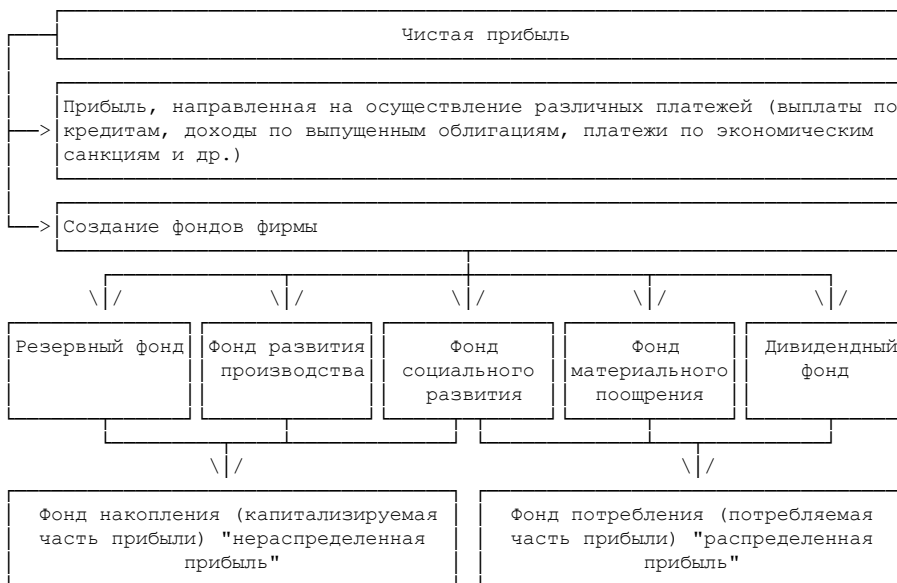 Чистая прибыль
Прибыль, направленная на осуществление различных платежей (выплаты по
кредитам, доходы по выпущенным облигациям, платежи по экономическим
санкциям и др.)
Создание фондов фирмы
Резервный фонд
Фонд развития
производства
Фонд
социального
развития
Фонд
материального
поощрения
Дивидендный
фонд
Фонд накопления (капитализируемая
часть прибыли) "нераспределенная
прибыль"
Фонд потребления (потребляемая
часть прибыли) "распределенная
прибыль"